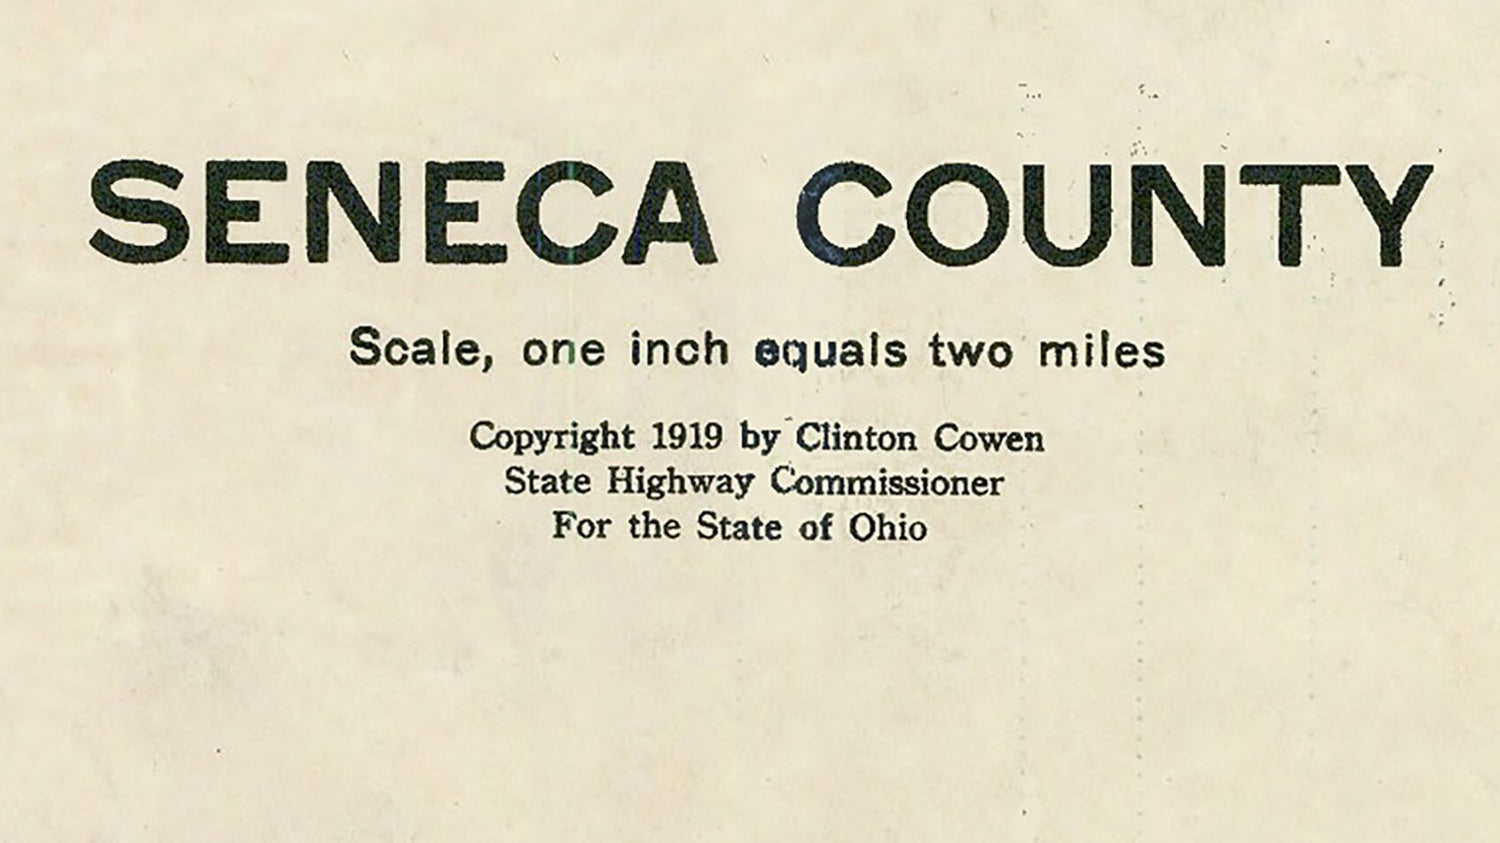 SENECA COUNTY
Scale, one inch equals two miles
Copyright 1919 by Clinton Cowen
State Highway Commissioner
For the State of Ohio